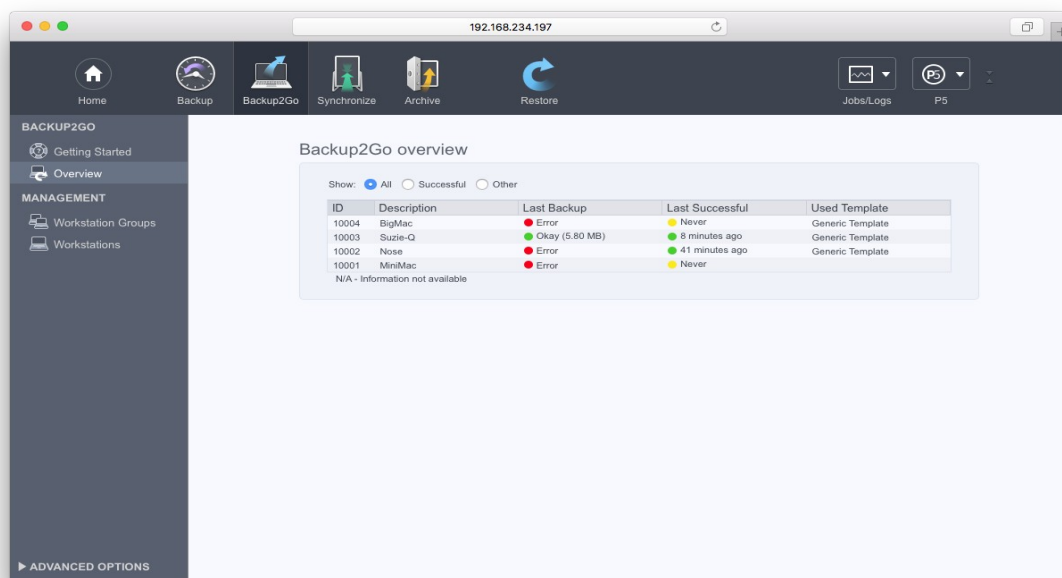 192.168.234.197
Home
Backup
Backup2Go
Synchronize
Archive
Restore
Jobs/Logs
P5
P5
BACKUP2GO
Getting Started
Overview
MANAGEMENT
Workstation Groups
Workstations
ADVANCED OPTIONS
Backup2Go overview
Show: All Successful Other
ID Description Last Backup Last Successful Used Template
10004 BigMac Error Never Generic Template
10003 Suzie-Q Okay (5.80 MB) 8 minutes ago Generic Template
10002 Nose Error 41 minutes ago Generic Template
10001 MiniMac Error Never
N/A - Information not available